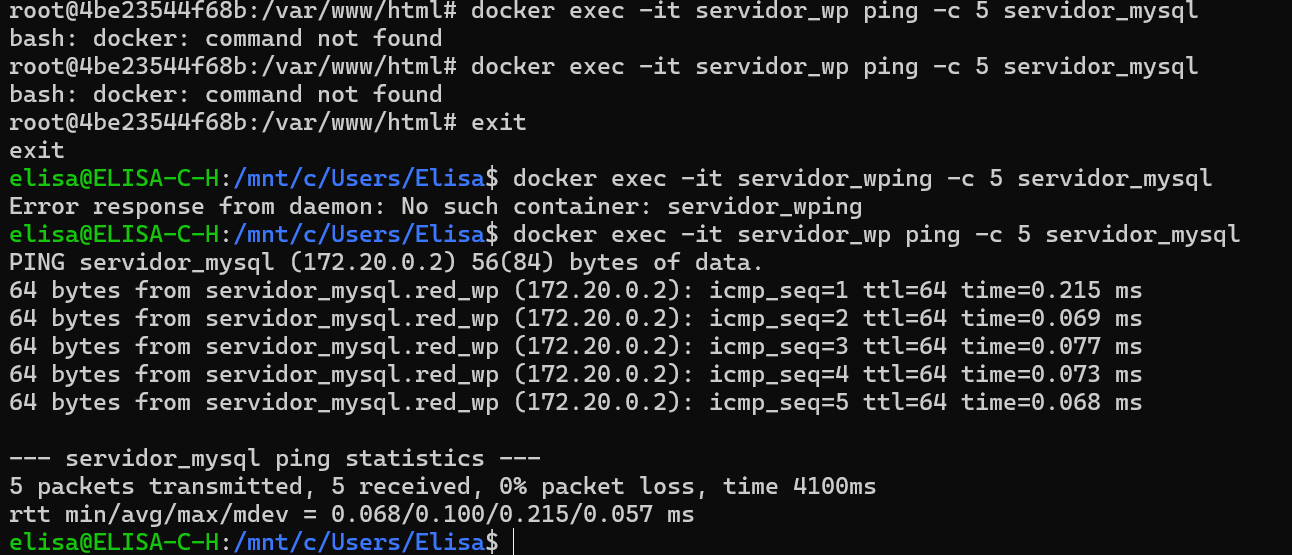 root@4be23544f68b:/var/www/html# docker exec -it servidor_wp ping -c 5 servidor_mysql
bash: docker: command not found
root@4be23544f68b:/var/www/html# docker exec -it servidor_wp ping -c 5 servidor_mysql
bash: docker: command not found
root@4be23544f68b:/var/www/html# exit
exit
elisa@ELISA-C-H:/mnt/c/Users/Elisa$ docker exec -it servidor_wping -c 5 servidor_mysql
Error response from daemon: No such container: servidor_wping
elisa@ELISA-C-H:/mnt/c/Users/Elisa$ docker exec -it servidor_wp ping -c 5 servidor_mysql
PING servidor_mysql (172.20.0.2) 56(84) bytes of data.
64 bytes from servidor_mysql.red_wp (172.20.0.2): icmp_seq=1 ttl=64 time=0.215 ms
64 bytes from servidor_mysql.red_wp (172.20.0.2): icmp_seq=2 ttl=64 time=0.069 ms
64 bytes from servidor_mysql.red_wp (172.20.0.2): icmp_seq=3 ttl=64 time=0.077 ms
64 bytes from servidor_mysql.red_wp (172.20.0.2): icmp_seq=4 ttl=64 time=0.073 ms
64 bytes from servidor_mysql.red_wp (172.20.0.2): icmp_seq=5 ttl=64 time=0.068 ms

--- servidor_mysql ping statistics ---
5 packets transmitted, 5 received, 0% packet loss, time 4100ms
rtt min/avg/max/mdev = 0.068/0.100/0.215/0.057 ms
elisa@ELISA-C-H:/mnt/c/Users/Elisa$